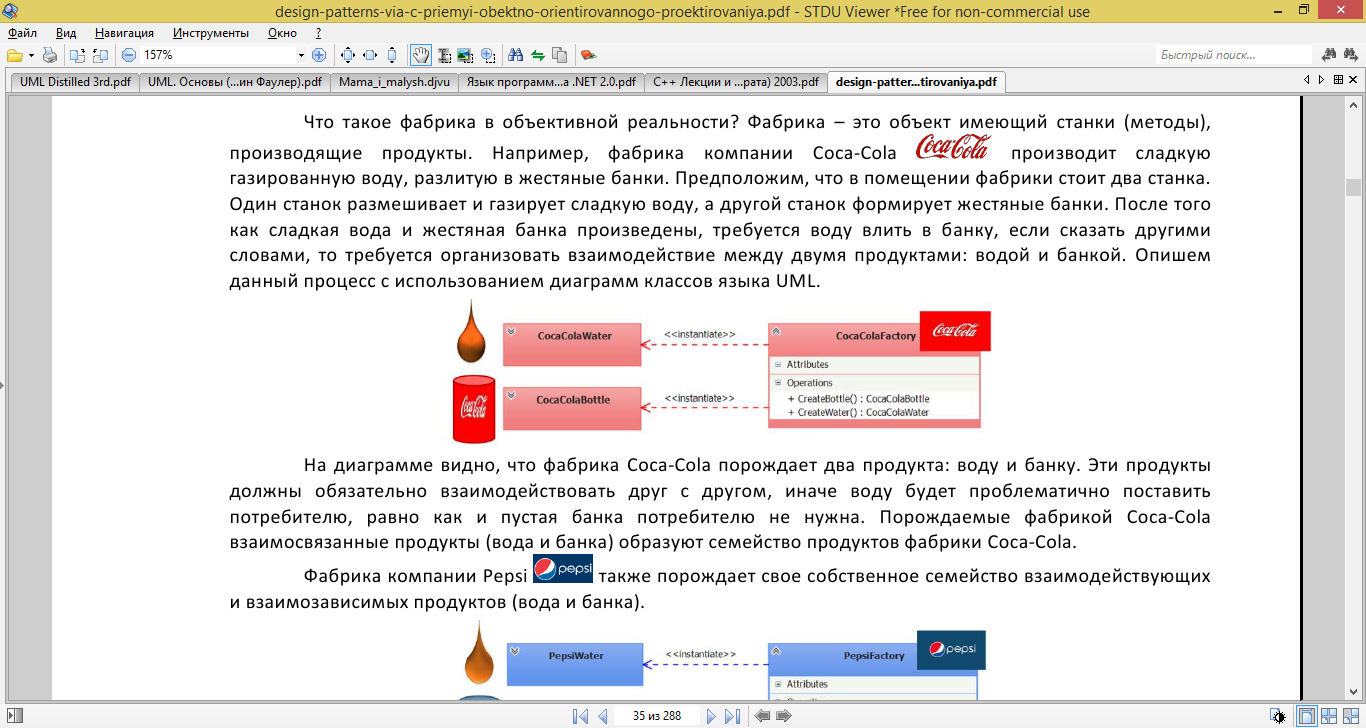 design-patterns-via-c-priemyi-obektno-orientirovannogo-proektirovaniya.pdf - STDU Viewer *Free for non-commercial use
Файл Вид Навигация Инструменты Окно ?
157% Быстрый поиск...
UML Distilled 3rd.pdf UML. Основы (...ин Фаулер).pdf Mama_i_malysh.djvu Язык программ...а .NET 2.0.pdf C++ Лекции и ...рата) 2003.pdf design-patter...tirovaniya.pdf
Что такое фабрика в объективной реальности? Фабрика – это объект имеющий станки (методы),
производящие продукты. Например, фабрика компании Coca-Cola Coca-Cola производит сладкую
газированную воду, разлитую в жестяные банки. Предположим, что в помещении фабрики стоит два станка.
Один станок размешивает и газирует сладкую воду, а другой станок формирует жестяные банки. После того
как сладкая вода и жестяная банка произведены, требуется воду влить в банку, если сказать другими
словами, то требуется организовать взаимодействие между двумя продуктами: водой и банкой. Опишем
данный процесс с использованием диаграмм классов языка UML.
CocaColaWater <<instantiate>> CocaColaFactory Coca-Cola
Attributes
Operations
Coca-Cola CocaColaBottle <<instantiate>> + CreateBottle() : CocaColaBottle
+ CreateWater() : CocaColaWater
На диаграмме видно, что фабрика Coca-Cola порождает два продукта: воду и банку. Эти продукты
должны обязательно взаимодействовать друг с другом, иначе воду будет проблематично поставить
потребителю, равно как и пустая банка потребителю не нужна. Порождаемые фабрикой Coca-Cola
взаимосвязанные продукты (вода и банка) образуют семейство продуктов фабрики Coca-Cola.
Фабрика компании Pepsi pepsi также порождает свое собственное семейство взаимодействующих
и взаимозависимых продуктов (вода и банка).
PepsiWater <<instantiate>> PepsiFactory pepsi
Attributes
35 из 288